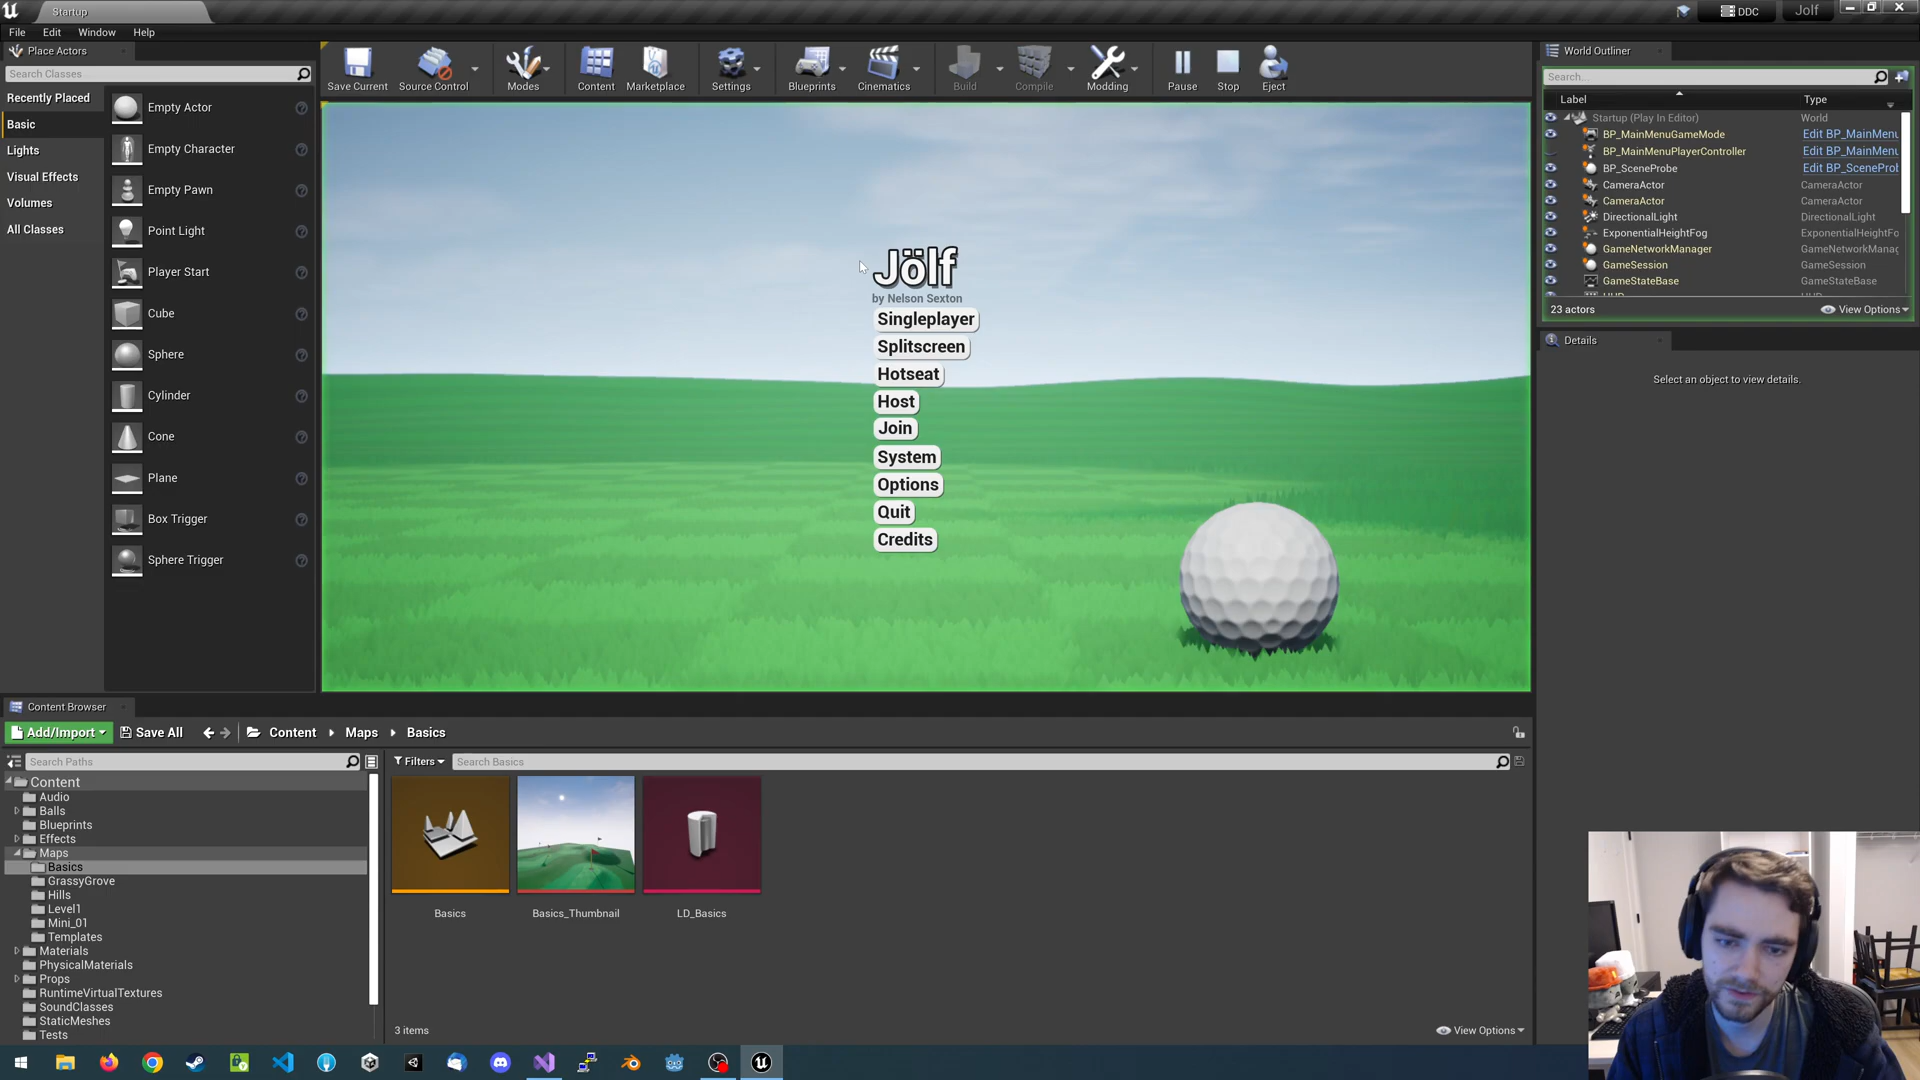 Startup
DDC
Jolf
File Edit Window Help
Place Actors
Search Classes
Recently Placed
Basic
Lights
Visual Effects
Volumes
All Classes
Empty Actor
Empty Character
Empty Pawn
Point Light
Player Start
Cube
Sphere
Cylinder
Cone
Plane
Box Trigger
Sphere Trigger
Save Current Source Control Modes Content Marketplace Settings Blueprints Cinematics Build Compile Modding Pause Stop Eject
Jölf
by Nelson Sexton
Singleplayer
Splitscreen
Hotseat
Host
Join
System
Options
Quit
Credits
World Outliner
Search...
Label Type
Startup (Play In Editor) World
BP_MainMenuGameMode Edit BP_MainMenu
BP_MainMenuPlayerController Edit BP_MainMenu
BP_SceneProbe Edit BP_SceneProb
CameraActor CameraActor
CameraActor CameraActor
DirectionalLight DirectionalLight
ExponentialHeightFog ExponentialHeightFo
GameNetworkManager GameNetworkManag
GameSession GameSession
GameStateBase GameStateBase
23 actors View Options
Details
Select an object to view details.
Content Browser
Add/Import Save All Content Maps Basics
Search Paths
Filters Search Basics
Content
Audio
Balls
Blueprints
Effects
Maps
Basics
GrassyGrove
Hills
Level1
Mini_01
Templates
Materials
PhysicalMaterials
Props
RuntimeVirtualTextures
SoundClasses
StaticMeshes
Tests
Basics Basics_Thumbnail LD_Basics
3 items View Options